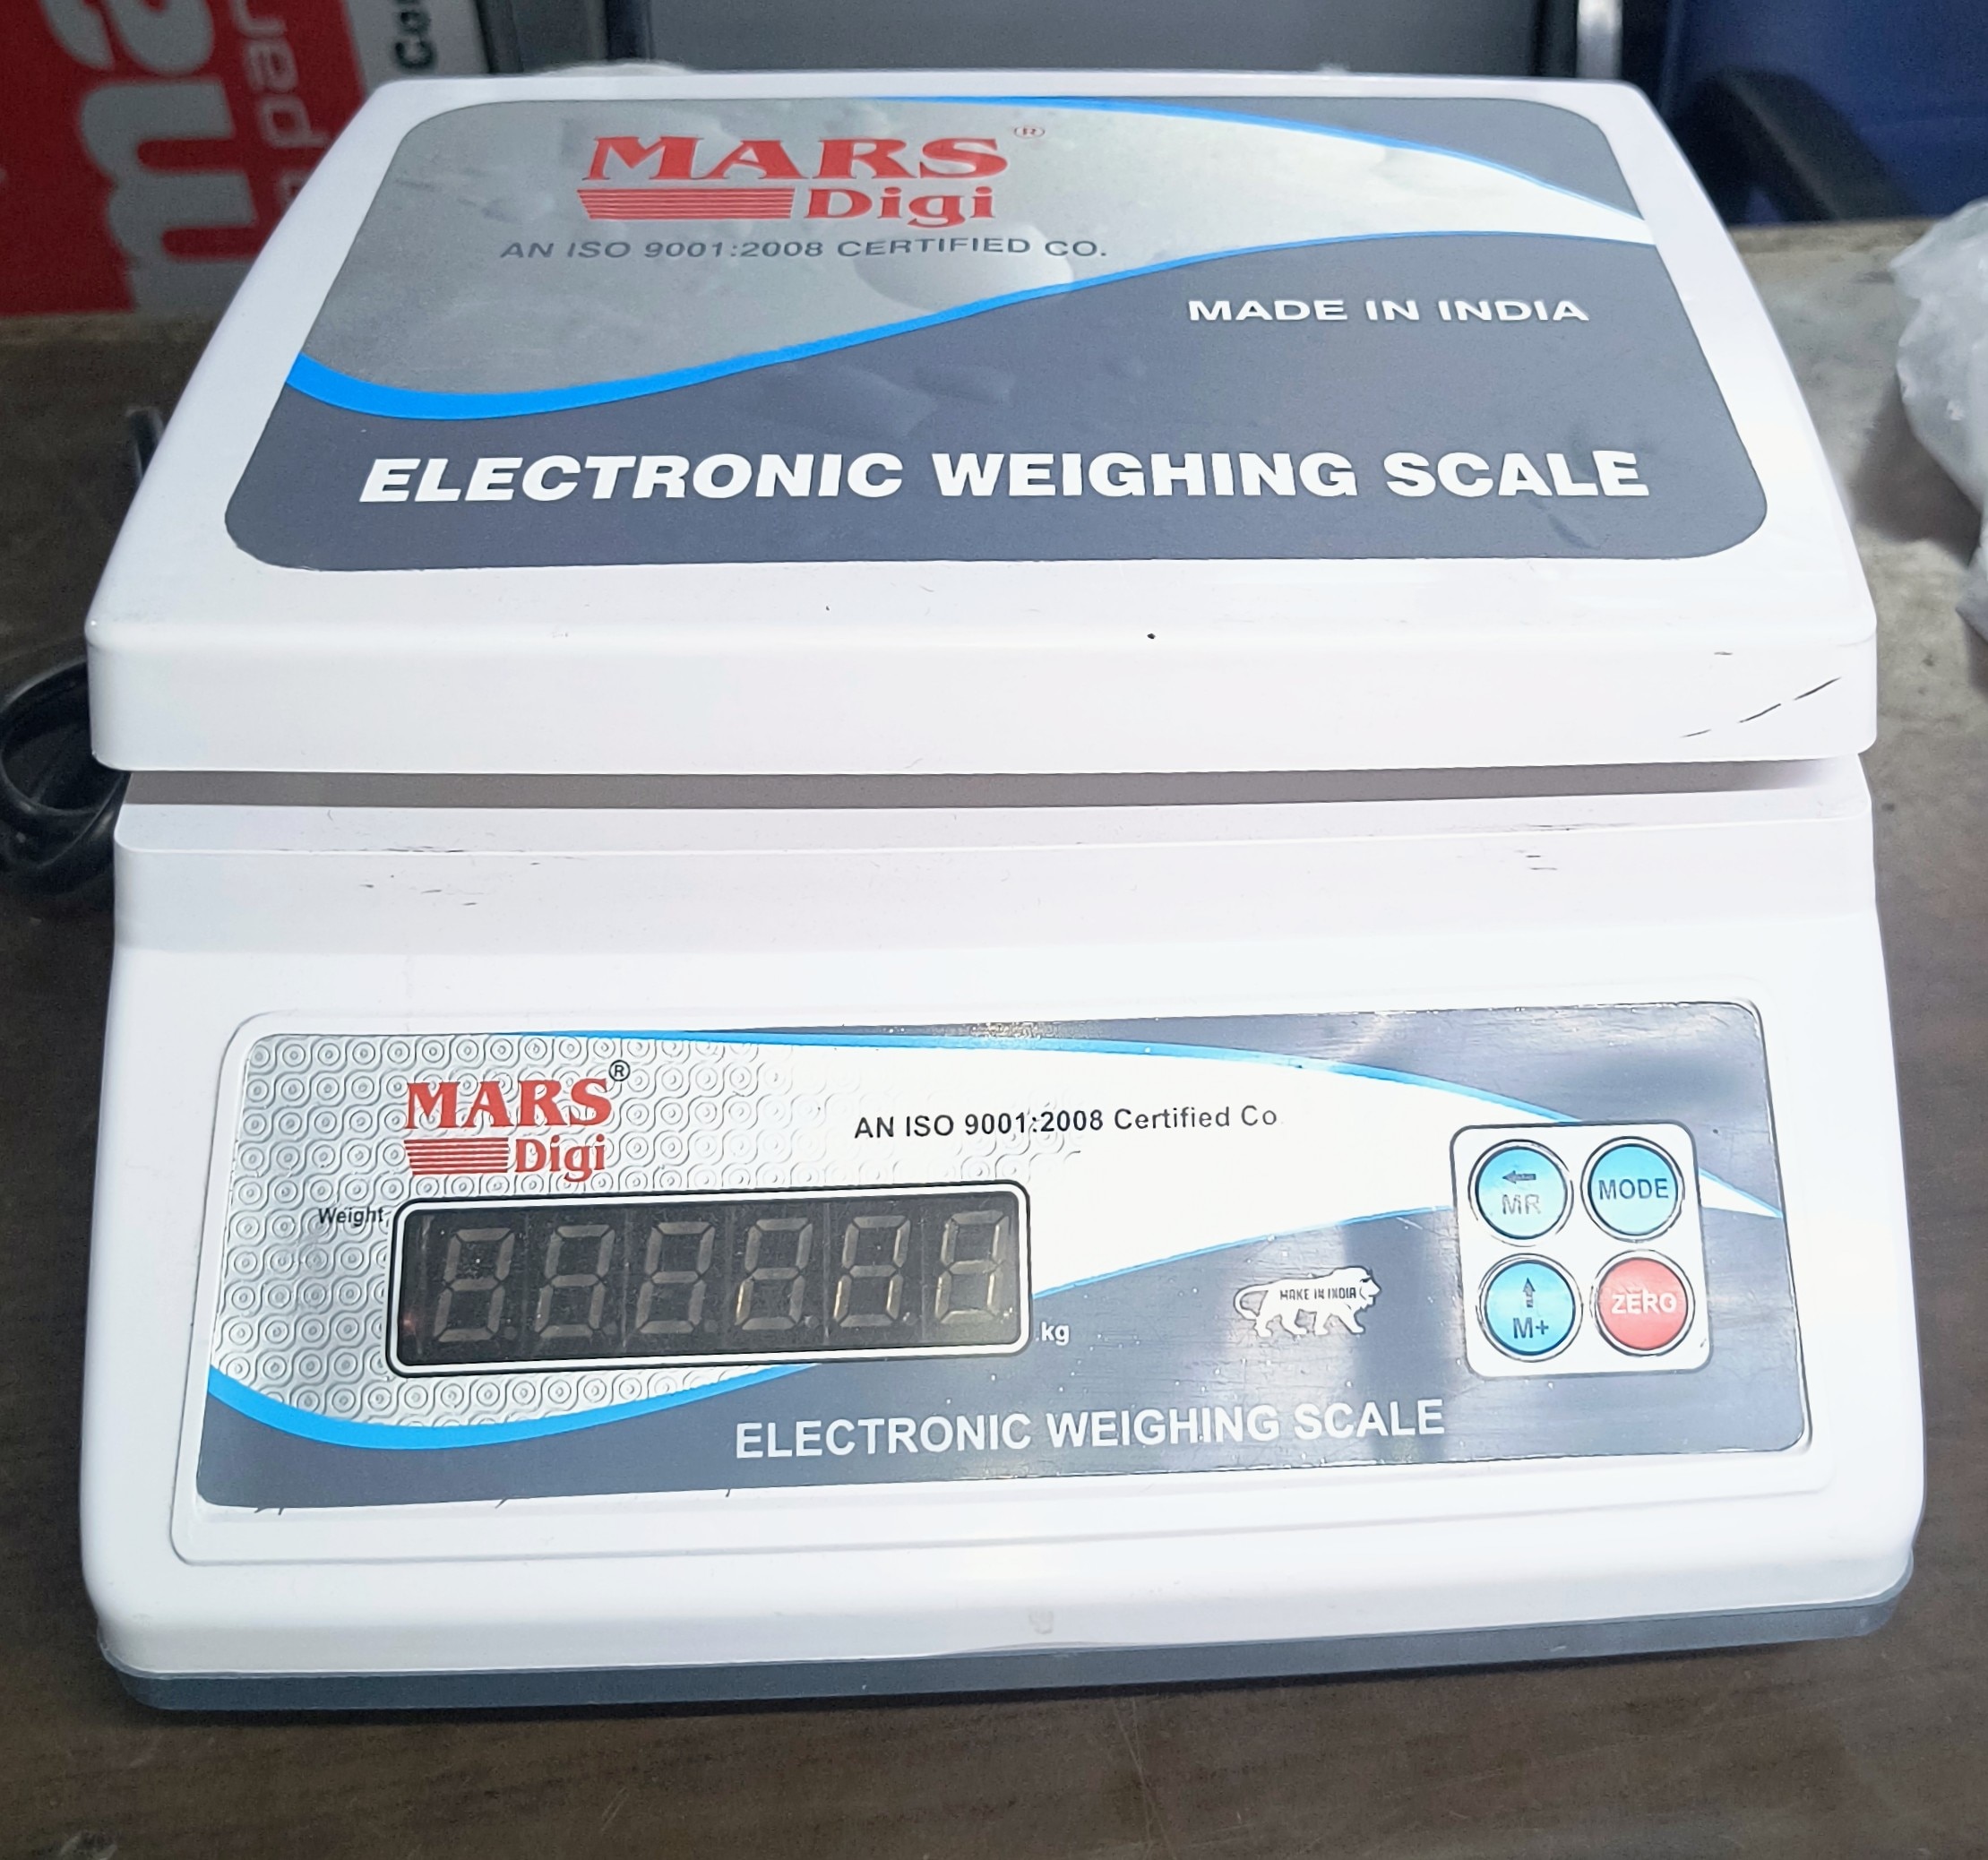 MARS®
Digi
AN ISO 9001:2008 CERTIFIED CO.
MADE IN INDIA
ELECTRONIC WEIGHING SCALE
MARS®
Digi
AN ISO 9001:2008 Certified Co
Weight
kg
MAKE IN INDIA
ELECTRONIC WEIGHING SCALE
← MR
MODE
↑ M+
ZERO